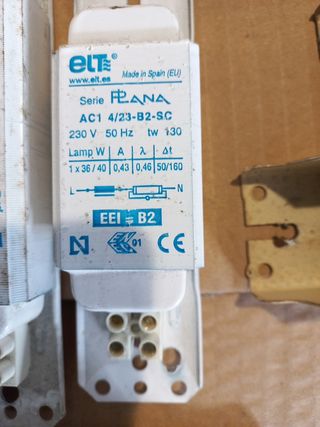 eLT®
www.elt.es
Made in Spain (EU)
Serie PLANA
AC1 4/23-B2-SC
230 V 50 Hz tw 130
Lamp W A λ Δt
1 x 36 / 40 0,43 0,46 50/160
L N
EEI = B2
N 01 CE